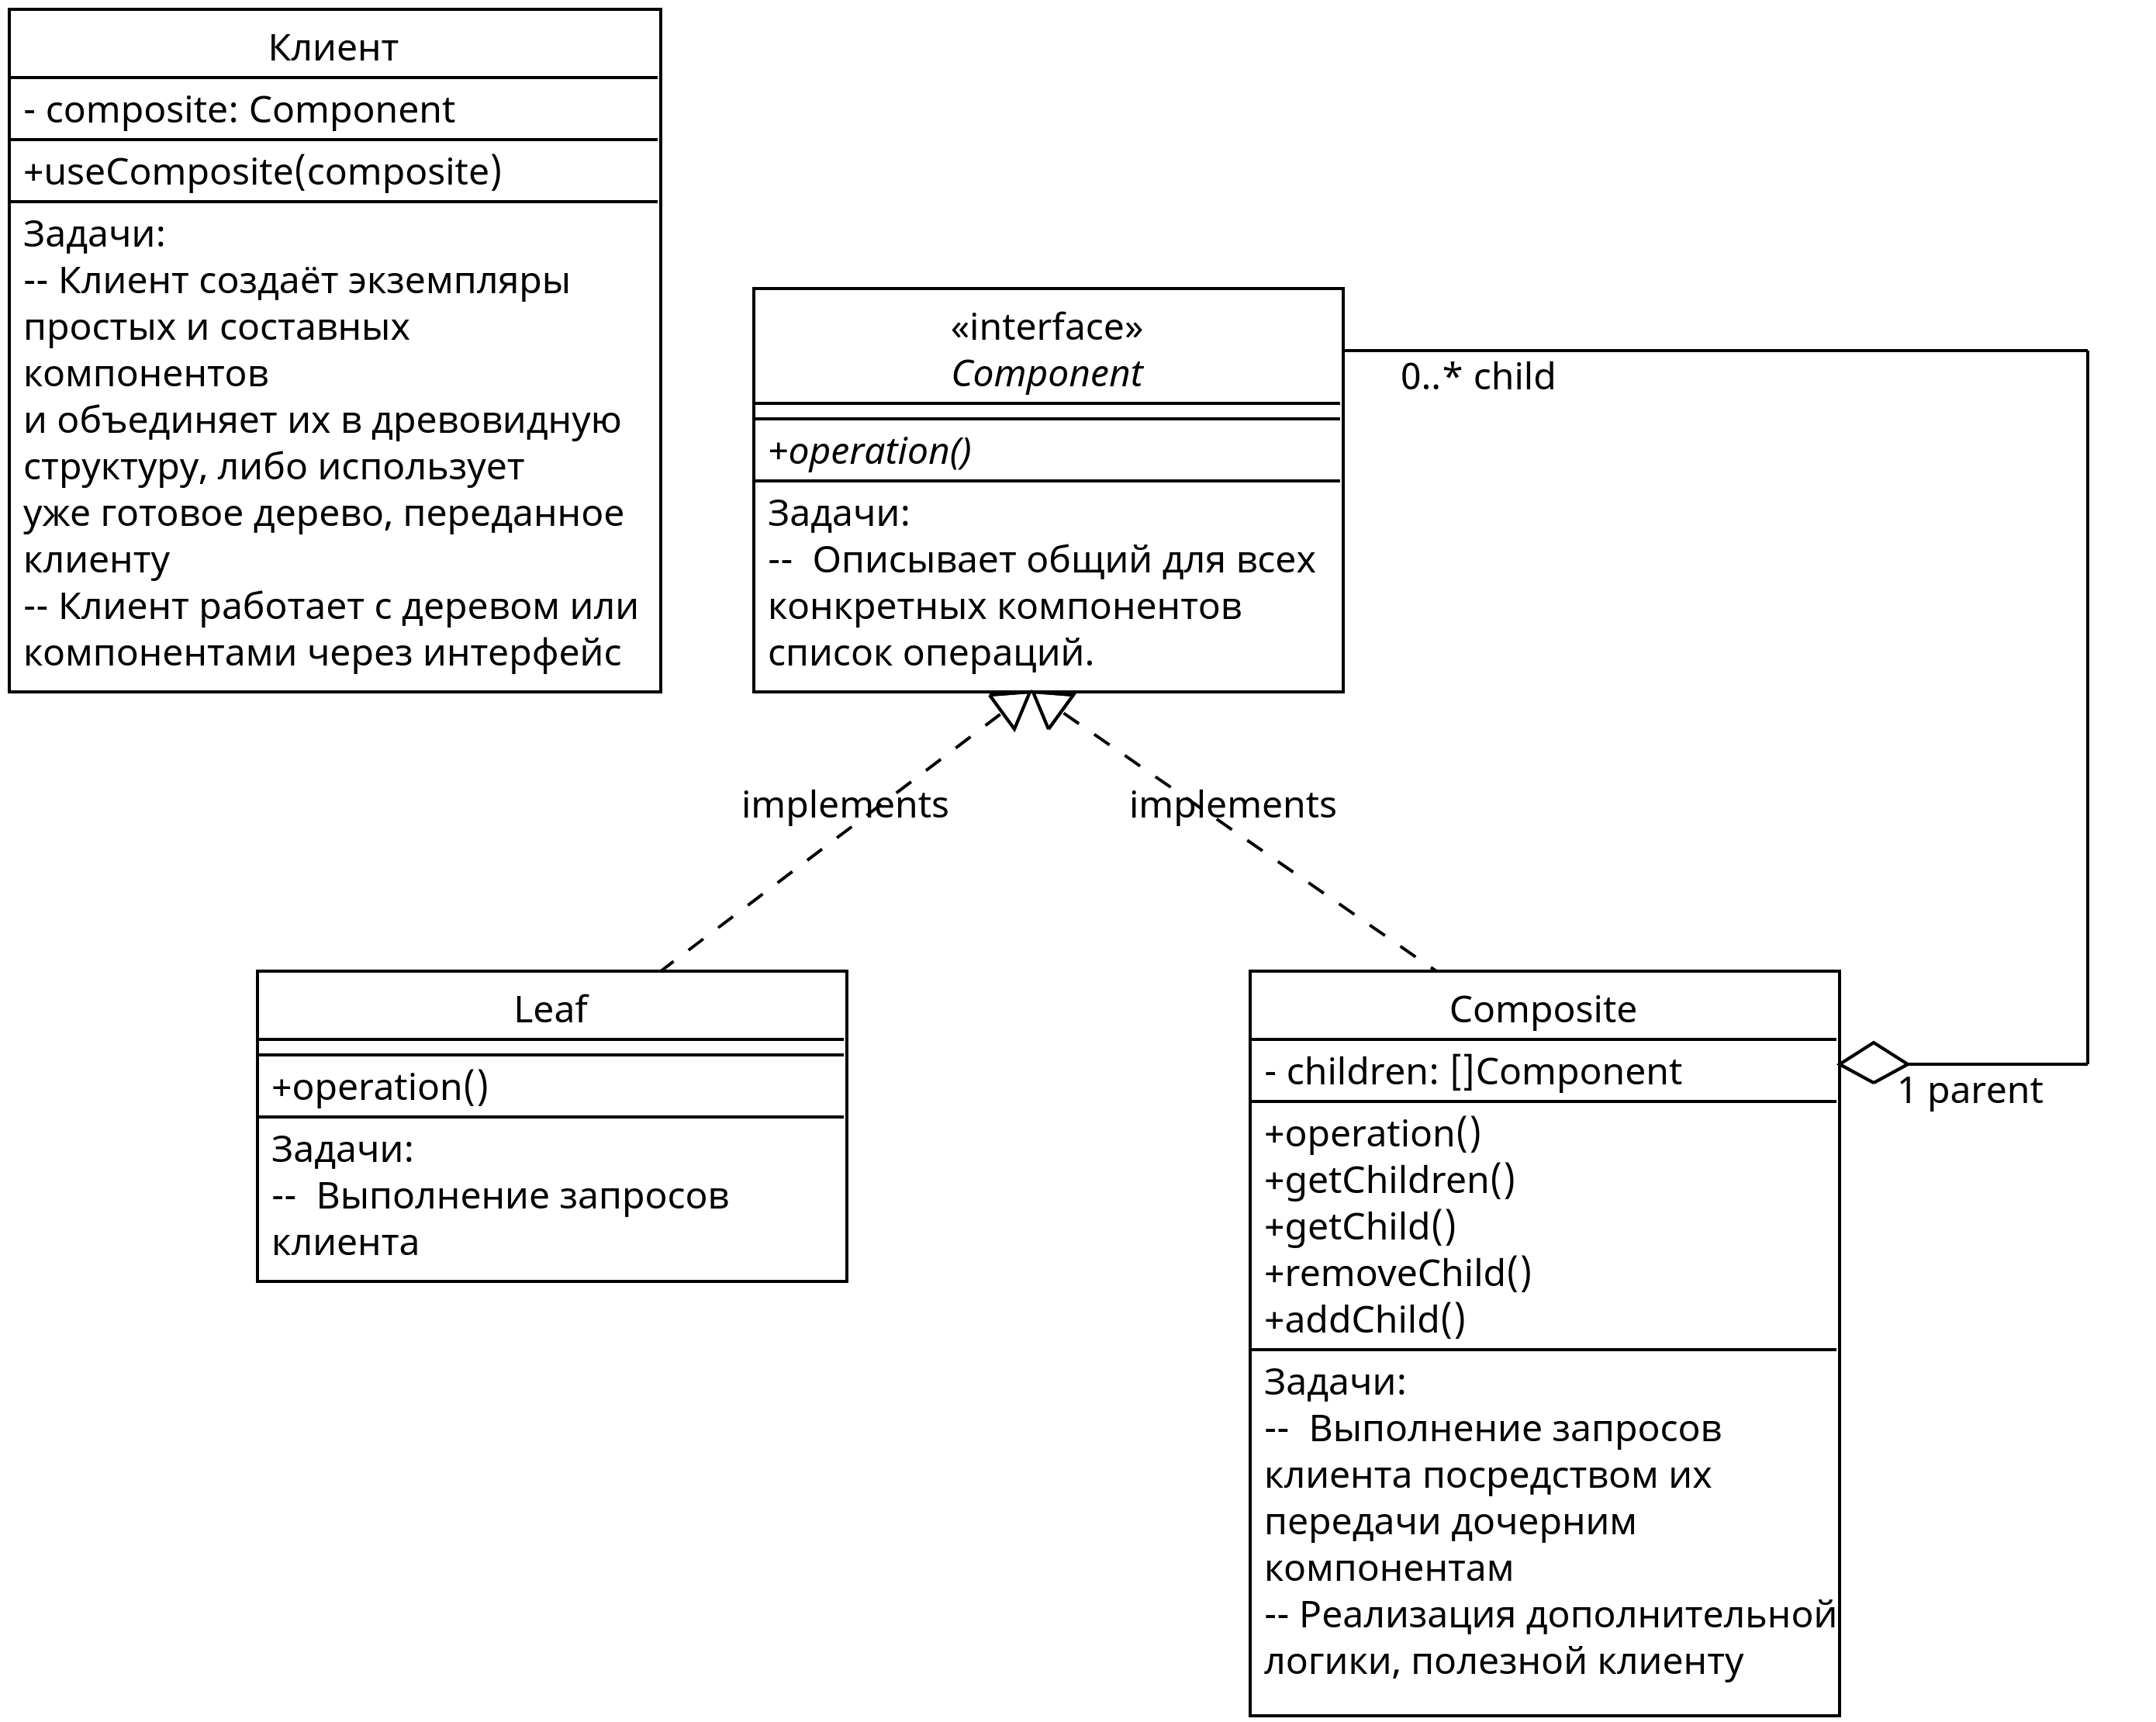 Клиент
- composite: Component
+useComposite(composite)
Задачи:
-- Клиент создаёт экземпляры
простых и составных
компонентов
и объединяет их в древовидную
структуру, либо использует
уже готовое дерево, переданное
клиенту
-- Клиент работает с деревом или
компонентами через интерфейс
«interface»
Component
+operation()
Задачи:
--  Описывает общий для всех
конкретных компонентов
список операций.
0..* child
implements
implements
Leaf
+operation()
Задачи:
--  Выполнение запросов
клиента
Composite
- children: []Component
+operation()
+getChildren()
+getChild()
+removeChild()
+addChild()
Задачи:
--  Выполнение запросов
клиента посредством их
передачи дочерним
компонентам
-- Реализация дополнительной
логики, полезной клиенту
1 parent